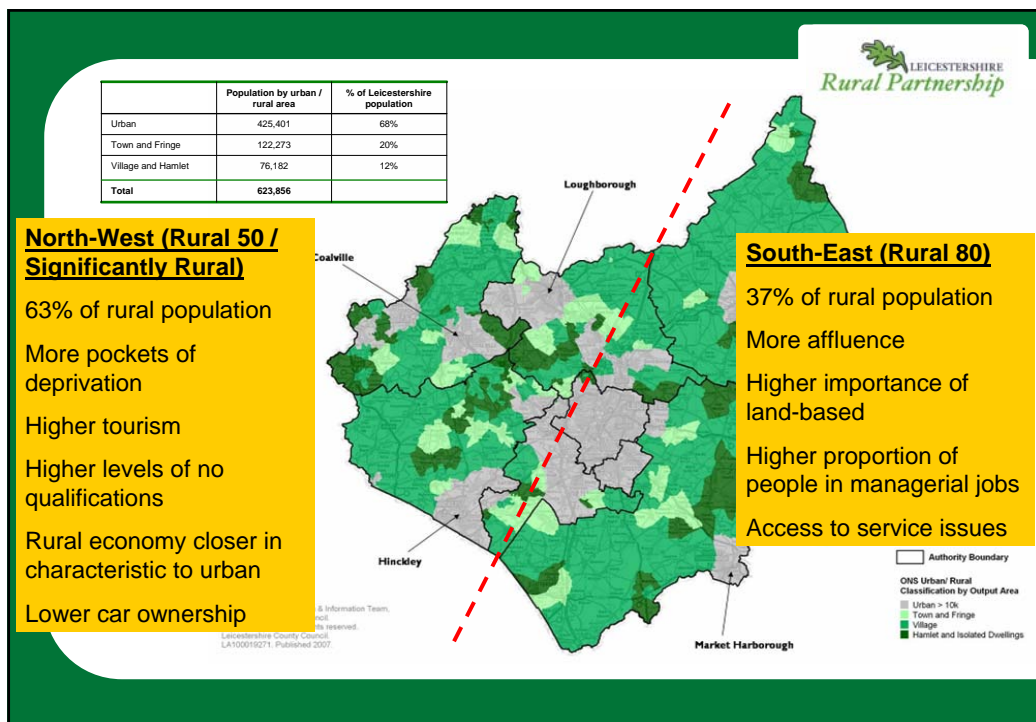 LEICESTERSHIRE
Rural Partnership
Population by urban / rural area
% of Leicestershire population
Urban 425,401 68%
Town and Fringe 122,273 20%
Village and Hamlet 76,182 12%
Total 623,856
Loughborough
Coalville
Hinckley
Market Harborough
North-West (Rural 50 /
Significantly Rural)
63% of rural population
More pockets of
deprivation
Higher tourism
Higher levels of no
qualifications
Rural economy closer in
characteristic to urban
Lower car ownership
South-East (Rural 80)
37% of rural population
More affluence
Higher importance of
land-based
Higher proportion of
people in managerial jobs
Access to service issues
Authority Boundary
ONS Urban/ Rural
Classification by Output Area
Urban > 10k
Town and Fringe
Village
Hamlet and Isolated Dwellings
& Information Team.
reserved.
Leicestershire County Council.
LA100019271. Published 2007.